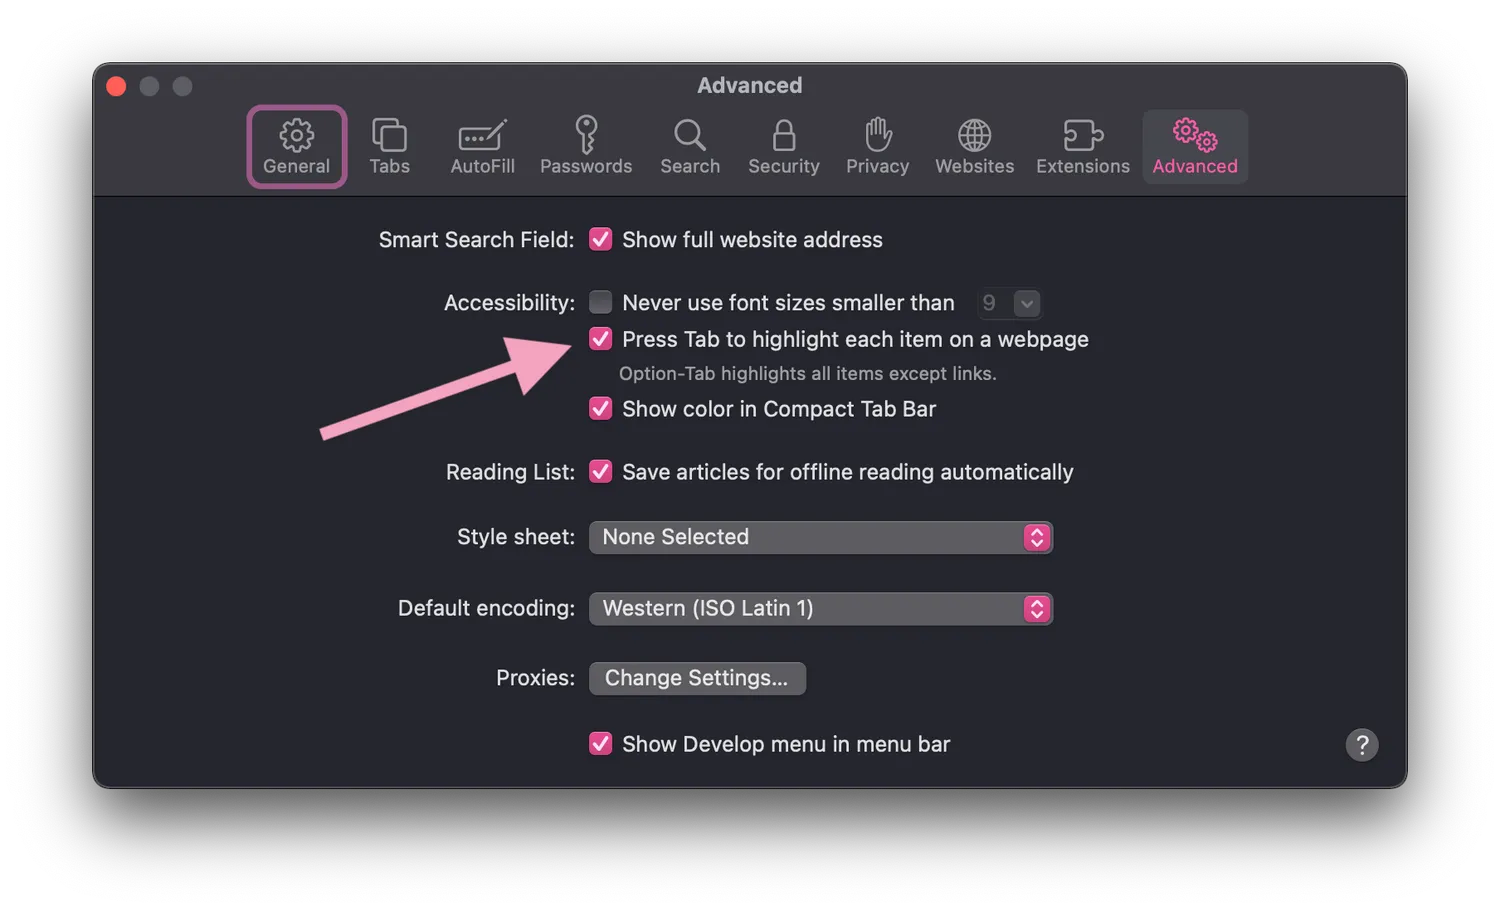 Advanced
General
Tabs
AutoFill
Passwords
Search
Security
Privacy
Websites
Extensions
Advanced
Smart Search Field: Show full website address
Accessibility: Never use font sizes smaller than 9
Press Tab to highlight each item on a webpage
Option-Tab highlights all items except links.
Show color in Compact Tab Bar
Reading List: Save articles for offline reading automatically
Style sheet: None Selected
Default encoding: Western (ISO Latin 1)
Proxies: Change Settings...
Show Develop menu in menu bar
?